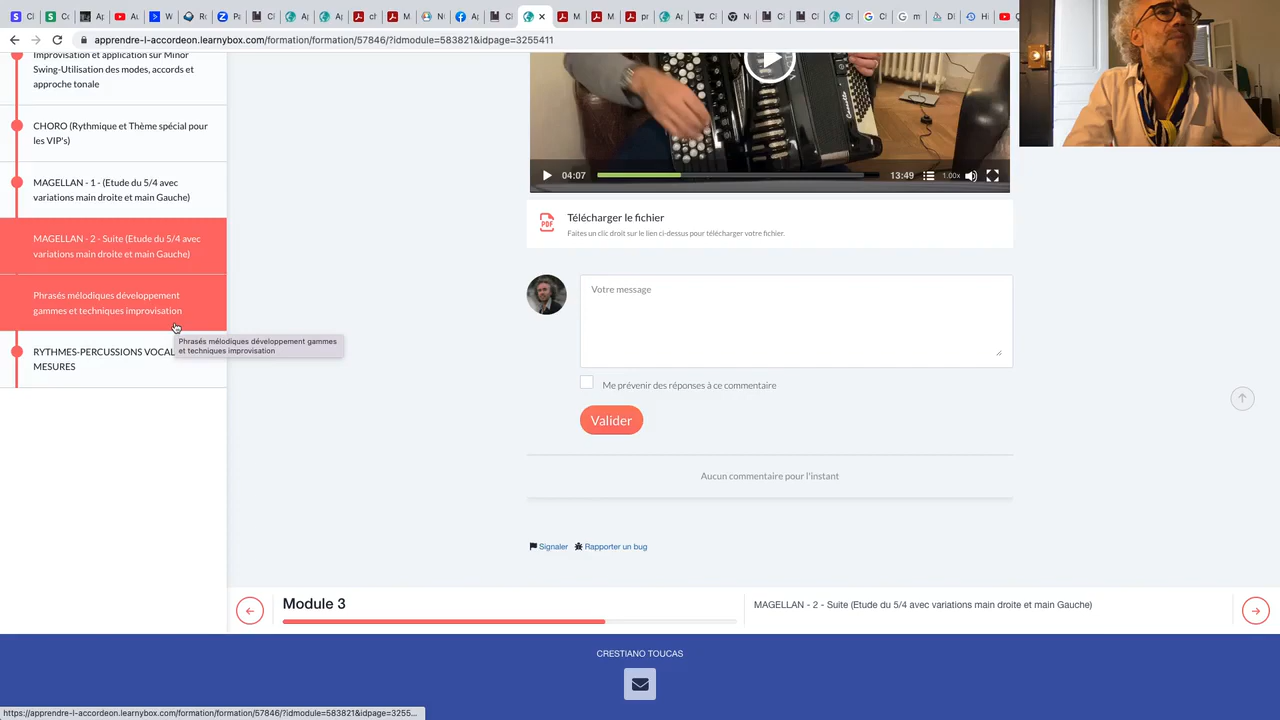 apprendre-l-accordeon.learnybox.com/formation/formation/57846/?idmodule=583821&idpage=3255411
Improvisation et application sur Minor
Swing-Utilisation des modes, accords et
approche tonale
CHORO (Rythmique et Thème spécial pour
les VIP's)
MAGELLAN - 1 - (Etude du 5/4 avec
variations main droite et main Gauche)
MAGELLAN - 2 - Suite (Etude du 5/4 avec
variations main droite et main Gauche)
Phrasés mélodiques développement
gammes et techniques improvisation
Phrasés mélodiques développement gammes
et techniques improvisation
RYTHMES-PERCUSSIONS VOCAL
MESURES
04:07
13:49
1.00x
PDF
Télécharger le fichier
Faites un clic droit sur le lien ci-dessus pour télécharger votre fichier.
Votre message
Me prévenir des réponses à ce commentaire
Valider
Aucun commentaire pour l'instant
Signaler
Rapporter un bug
Module 3
MAGELLAN - 2 - Suite (Etude du 5/4 avec variations main droite et main Gauche)
CRESTIANO TOUCAS
https://apprendre-l-accordeon.learnybox.com/formation/formation/57846/?idmodule=583821&idpage=3255...